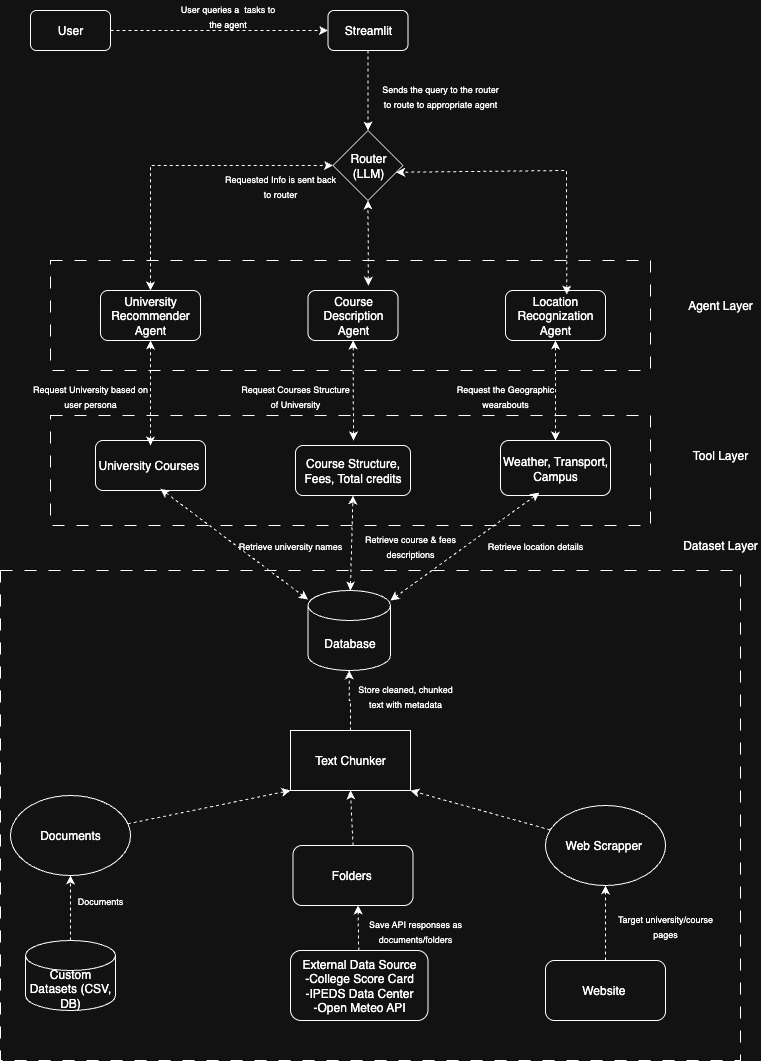 User queries a tasks to
the agent
User
Streamlit
Sends the query to the router
to route to appropriate agent
Router
(LLM)
Requested Info is sent back
to router
University
Recommender
Agent
Course
Description
Agent
Location
Recognization
Agent
Agent Layer
Request University based on
user persona
Request Courses Structure
of University
Request the Geographic
wearabouts
University Courses
Course Structure,
Fees, Total credits
Weather, Transport,
Campus
Tool Layer
Retrieve university names
Retrieve course & fees
descriptions
Retrieve location details
Dataset Layer
Database
Store cleaned, chunked
text with metadata
Text Chunker
Documents
Folders
Web Scrapper
Documents
Save API responses as
documents/folders
Target university/course
pages
Custom
Datasets (CSV,
DB)
External Data Source
-College Score Card
-IPEDS Data Center
-Open Meteo API
Website